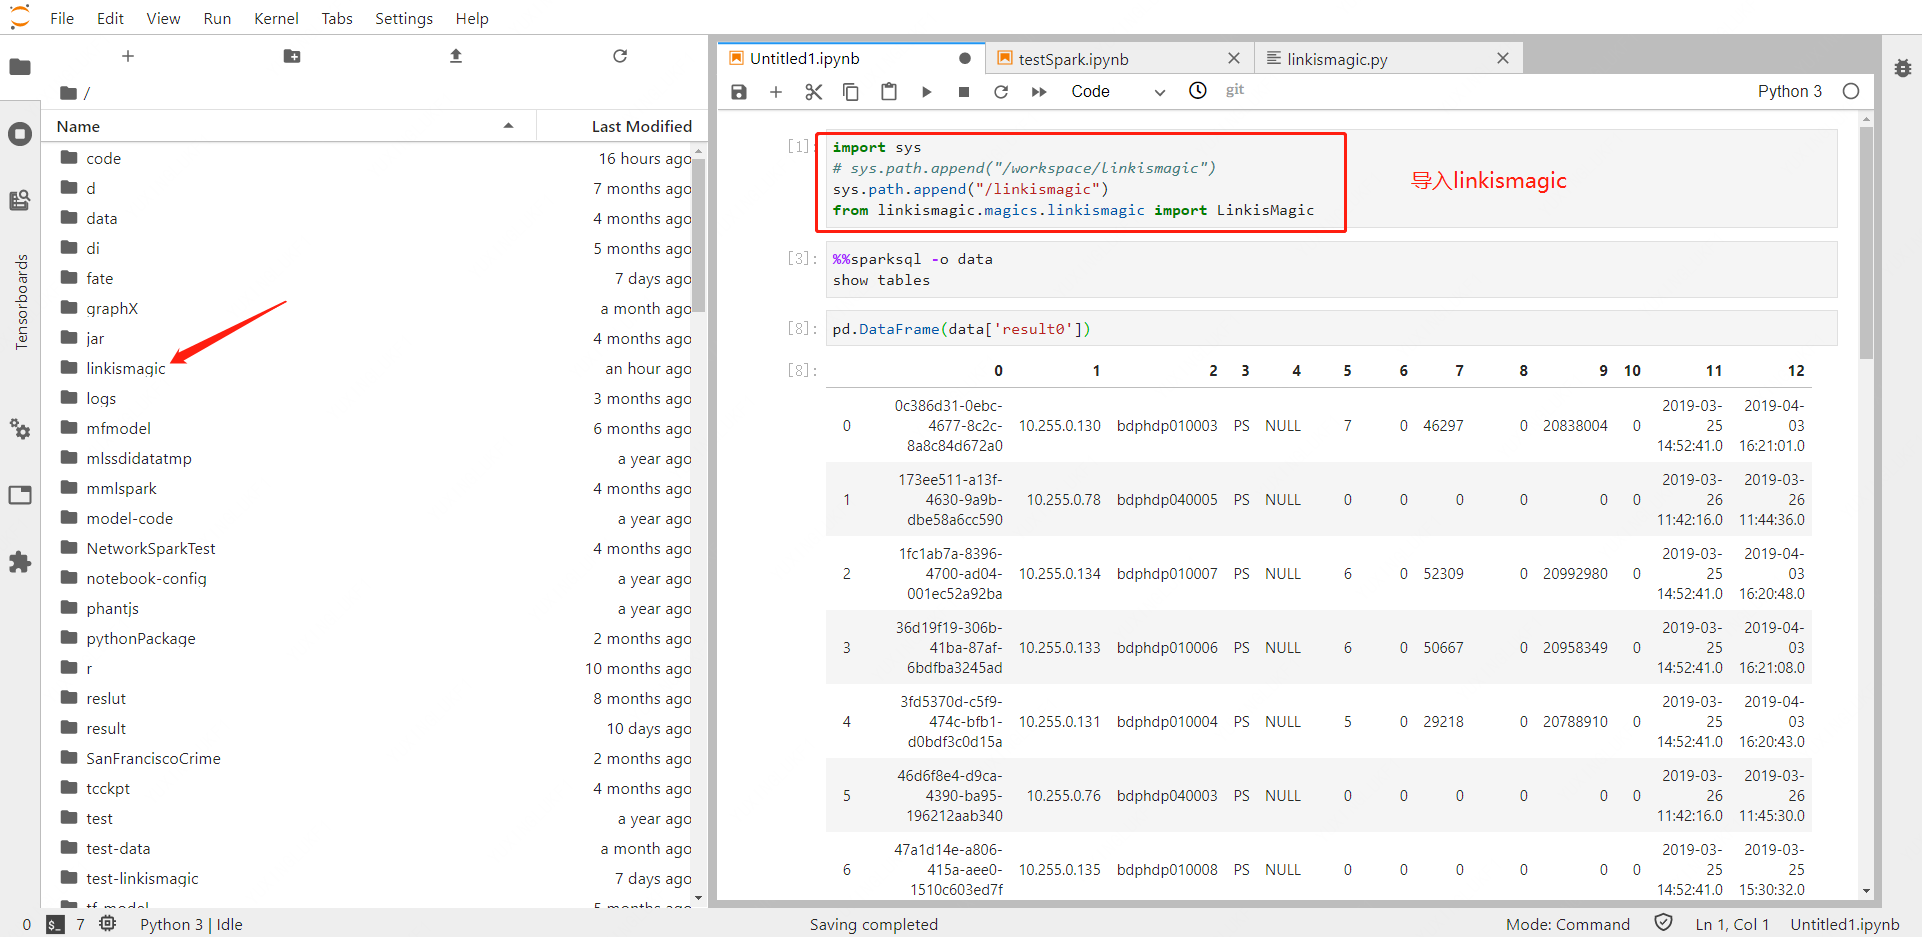 File Edit View Run Kernel Tabs Settings Help
/
Name Last Modified
code 16 hours ago
d 7 months ago
data 4 months ago
di 5 months ago
fate 7 days ago
graphX a month ago
jar 4 months ago
linkismagic an hour ago
logs 3 months ago
mfmodel 6 months ago
mlssdidatatmp a year ago
mmlspark 4 months ago
model-code a year ago
NetworkSparkTest 4 months ago
notebook-config a year ago
phantjs a year ago
pythonPackage 2 months ago
r 10 months ago
reslut 8 months ago
result 10 days ago
SanFranciscoCrime 2 months ago
tcckpt 4 months ago
test a year ago
test-data a month ago
test-linkismagic 7 days ago
tf-model 5 months ago
Tensorboards
Untitled1.ipynb testSpark.ipynb linkismagic.py
Code git Python 3
[1]: import sys
# sys.path.append("/workspace/linkismagic")
sys.path.append("/linkismagic")
from linkismagic.magics.linkismagic import LinkisMagic
导入linkismagic
[3]: %%sparksql -o data
show tables
[8]: pd.DataFrame(data['result0'])
[8]: 0 1 2 3 4 5 6 7 8 9 10 11 12
0c386d31-0ebc- 2019-03- 2019-04-
0 4677-8c2c- 10.255.0.130 bdphdp010003 PS NULL 7 0 46297 0 20838004 0 25 03
8a8c84d672a0 14:52:41.0 16:21:01.0
173ee511-a13f- 2019-03- 2019-03-
1 4630-9a9b- 10.255.0.78 bdphdp040005 PS NULL 0 0 0 0 0 0 26 26
dbe58a6cc590 11:42:16.0 11:44:36.0
1fc1ab7a-8396- 2019-03- 2019-04-
2 4700-ad04- 10.255.0.134 bdphdp010007 PS NULL 6 0 52309 0 20992980 0 25 03
001ec52a92ba 14:52:41.0 16:20:48.0
36d19f19-306b- 2019-03- 2019-04-
3 41ba-87af- 10.255.0.133 bdphdp010006 PS NULL 6 0 50667 0 20958349 0 25 03
6bdfba3245ad 14:52:41.0 16:21:08.0
3fd5370d-c5f9- 2019-03- 2019-04-
4 474c-bfb1- 10.255.0.131 bdphdp010004 PS NULL 5 0 29218 0 20788910 0 25 03
d0bdf3c0d15a 14:52:41.0 16:20:43.0
46d6f8e4-d9ca- 2019-03- 2019-03-
5 4390-ba95- 10.255.0.76 bdphdp040003 PS NULL 0 0 0 0 0 0 26 26
196212aab340 11:42:16.0 11:45:30.0
47a1d14e-a806- 2019-03- 2019-03-
6 415a-aee0- 10.255.0.135 bdphdp010008 PS NULL 0 0 0 0 0 0 25 25
1510c603ed7f 14:52:41.0 15:30:32.0
0 $_ 7 Python 3 | Idle Saving completed Mode: Command Ln 1, Col 1 Untitled1.ipynb